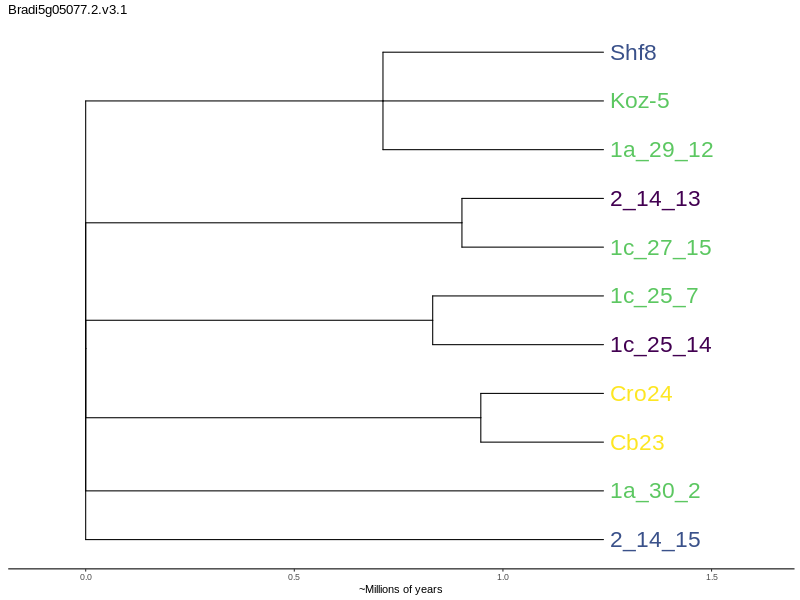 Bradi5g05077.2.v3.1
Shf8
Koz-5
1a_29_12
2_14_13
1c_27_15
1c_25_7
1c_25_14
Cro24
Cb23
1a_30_2
2_14_15
0.0 0.5 1.0 1.5
~Millions of years